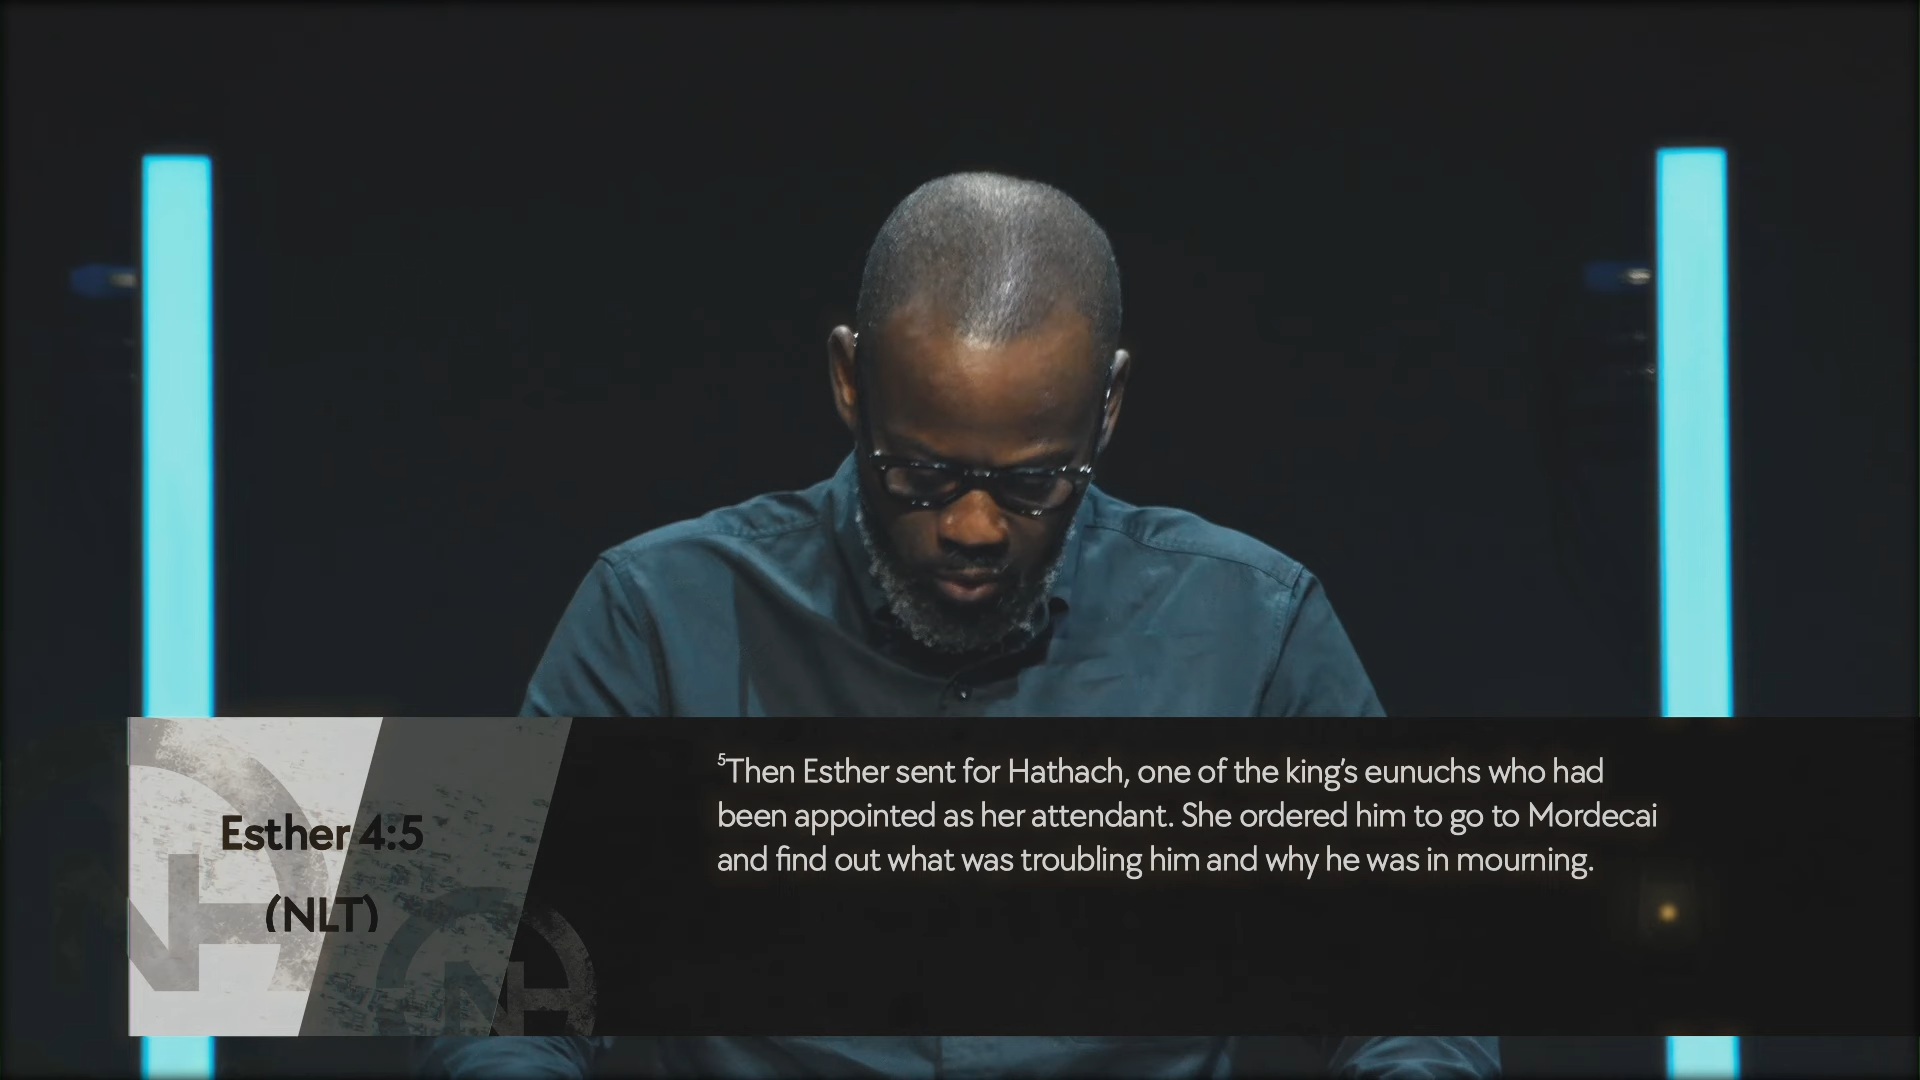 Esther 4:5
(NLT)
⁵Then Esther sent for Hathach, one of the king's eunuchs who had
been appointed as her attendant. She ordered him to go to Mordecai
and find out what was troubling him and why he was in mourning.
NH
NH